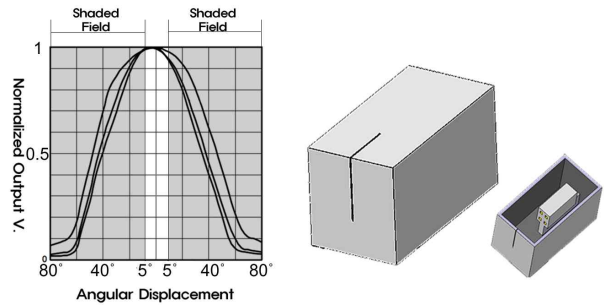 Shaded
Field
Shaded
Field
1
0.5
0
Normalized Output V.
80° 40° 5° 5° 40° 80°
Angular Displacement